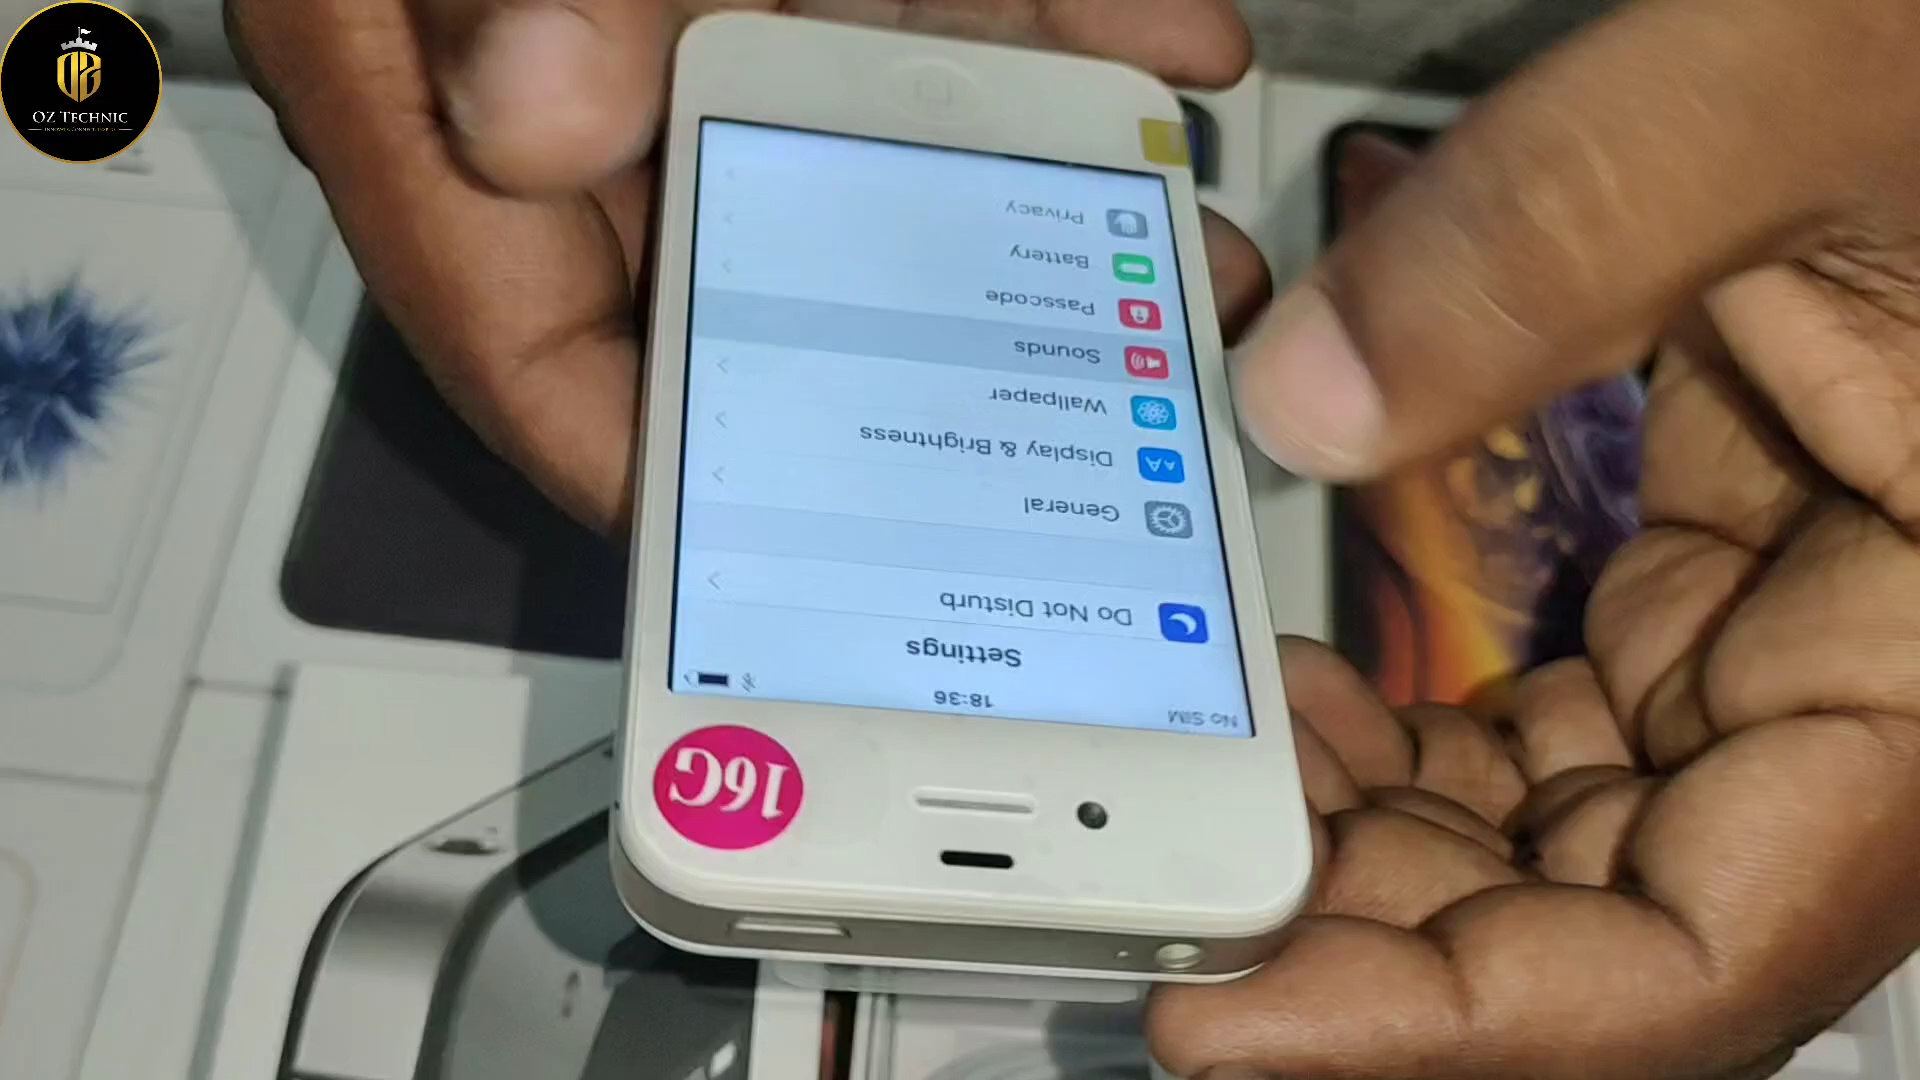 OZ TECHNIC
No SIM
18:36
Settings
Do Not Disturb
General
Display & Brightness
Wallpaper
Sounds
Passcode
Battery
Privacy
16G